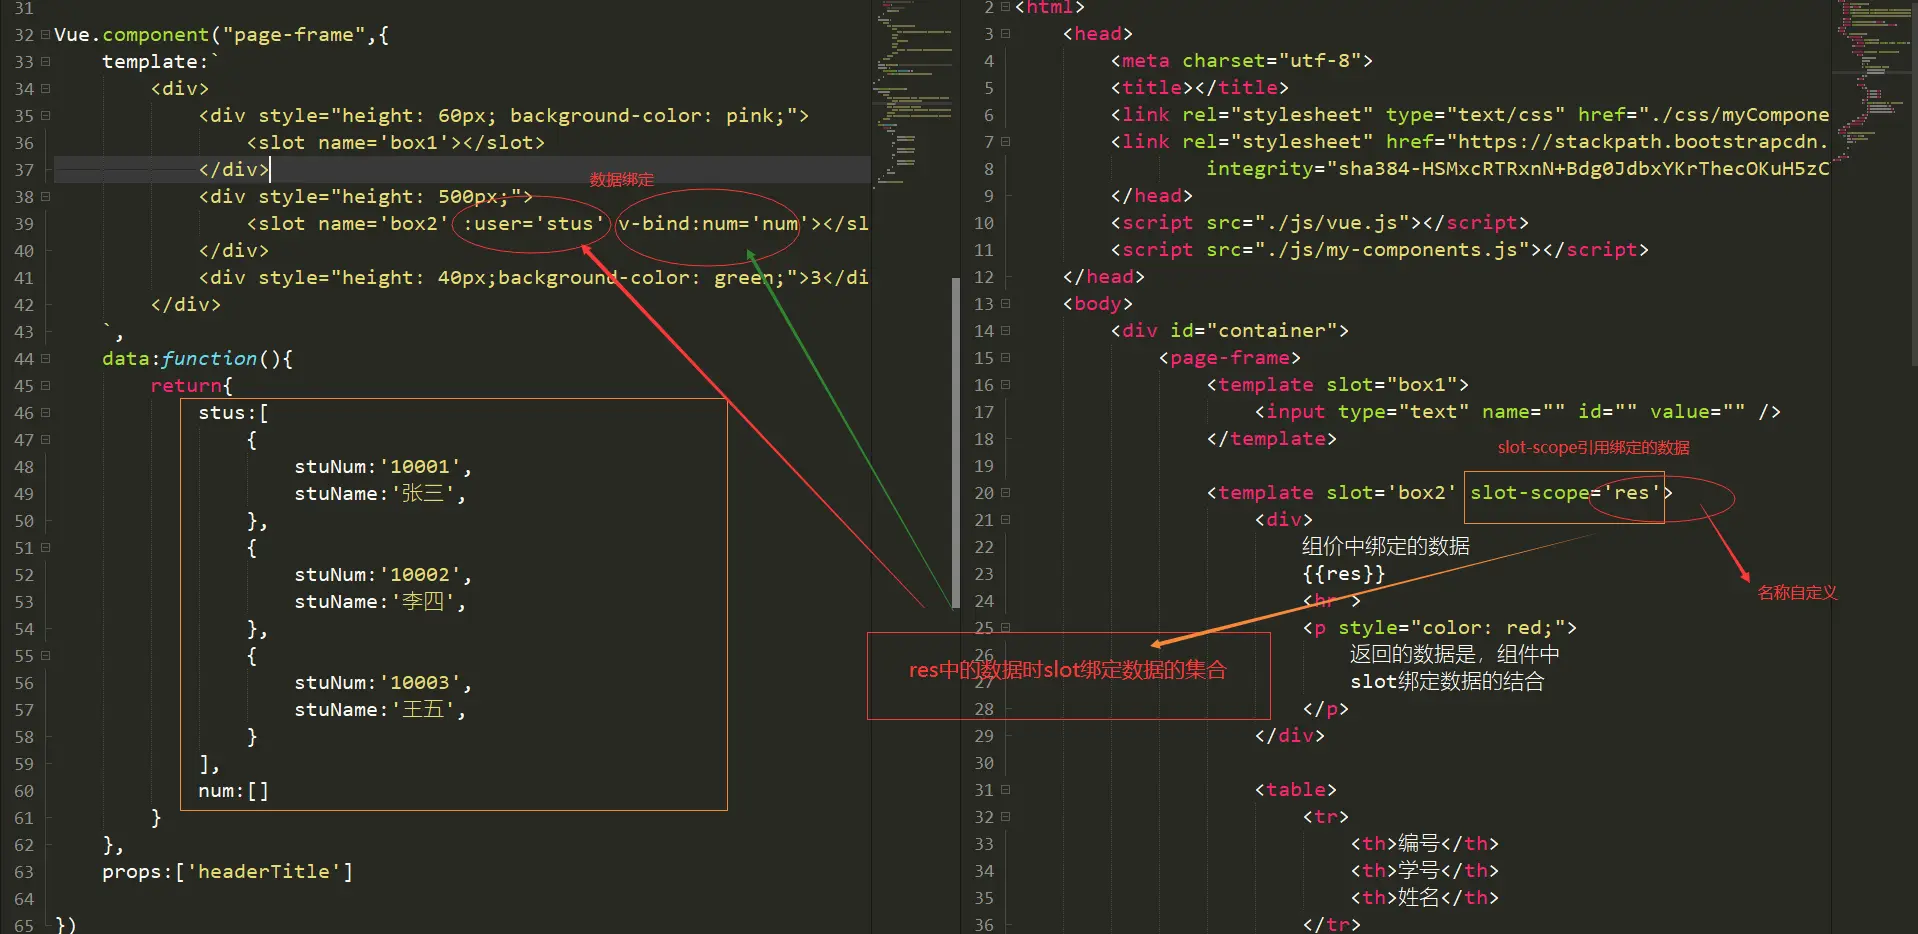 31
32 Vue.component("page-frame",{
33 template:`
34 <div>
35 <div style="height: 60px; background-color: pink;">
36 <slot name='box1'></slot>
37 </div>
数据绑定
38 <div style="height: 500px;">
39 <slot name='box2' :user='stus' v-bind:num='num'></sl
40 </div>
41 <div style="height: 40px;background-color: green;">3</di
42 </div>
43 `,
44 data:function(){
45 return{
46 stus:[
47 {
48 stuNum:'10001',
49 stuName:'张三',
50 },
51 {
52 stuNum:'10002',
53 stuName:'李四',
54 },
55 {
56 stuNum:'10003',
57 stuName:'王五',
58 }
59 ],
60 num:[]
61 }
62 },
63 props:['headerTitle']
64
65 })
2 <html>
3 <head>
4 <meta charset="utf-8">
5 <title></title>
6 <link rel="stylesheet" type="text/css" href="./css/myCompone
7 <link rel="stylesheet" href="https://stackpath.bootstrapcdn.
8 integrity="sha384-HSMxcRTRxnN+Bdg0JdbxYKrThecOKuH5zC
9 </head>
10 <script src="./js/vue.js"></script>
11 <script src="./js/my-components.js"></script>
12 </head>
13 <body>
14 <div id="container">
15 <page-frame>
16 <template slot="box1">
17 <input type="text" name="" id="" value="" />
18 </template>
slot-scope引用绑定的数据
19
20 <template slot='box2' slot-scope='res'>
21 <div>
22 组价中绑定的数据
23 {{res}}
名称自定义
24 <hr >
25 <p style="color: red;">
26 返回的数据是，组件中
res中的数据时slot绑定数据的集合
27 slot绑定数据的结合
28 </p>
29 </div>
30
31 <table>
32 <tr>
33 <th>编号</th>
34 <th>学号</th>
35 <th>姓名</th>
36 </tr>